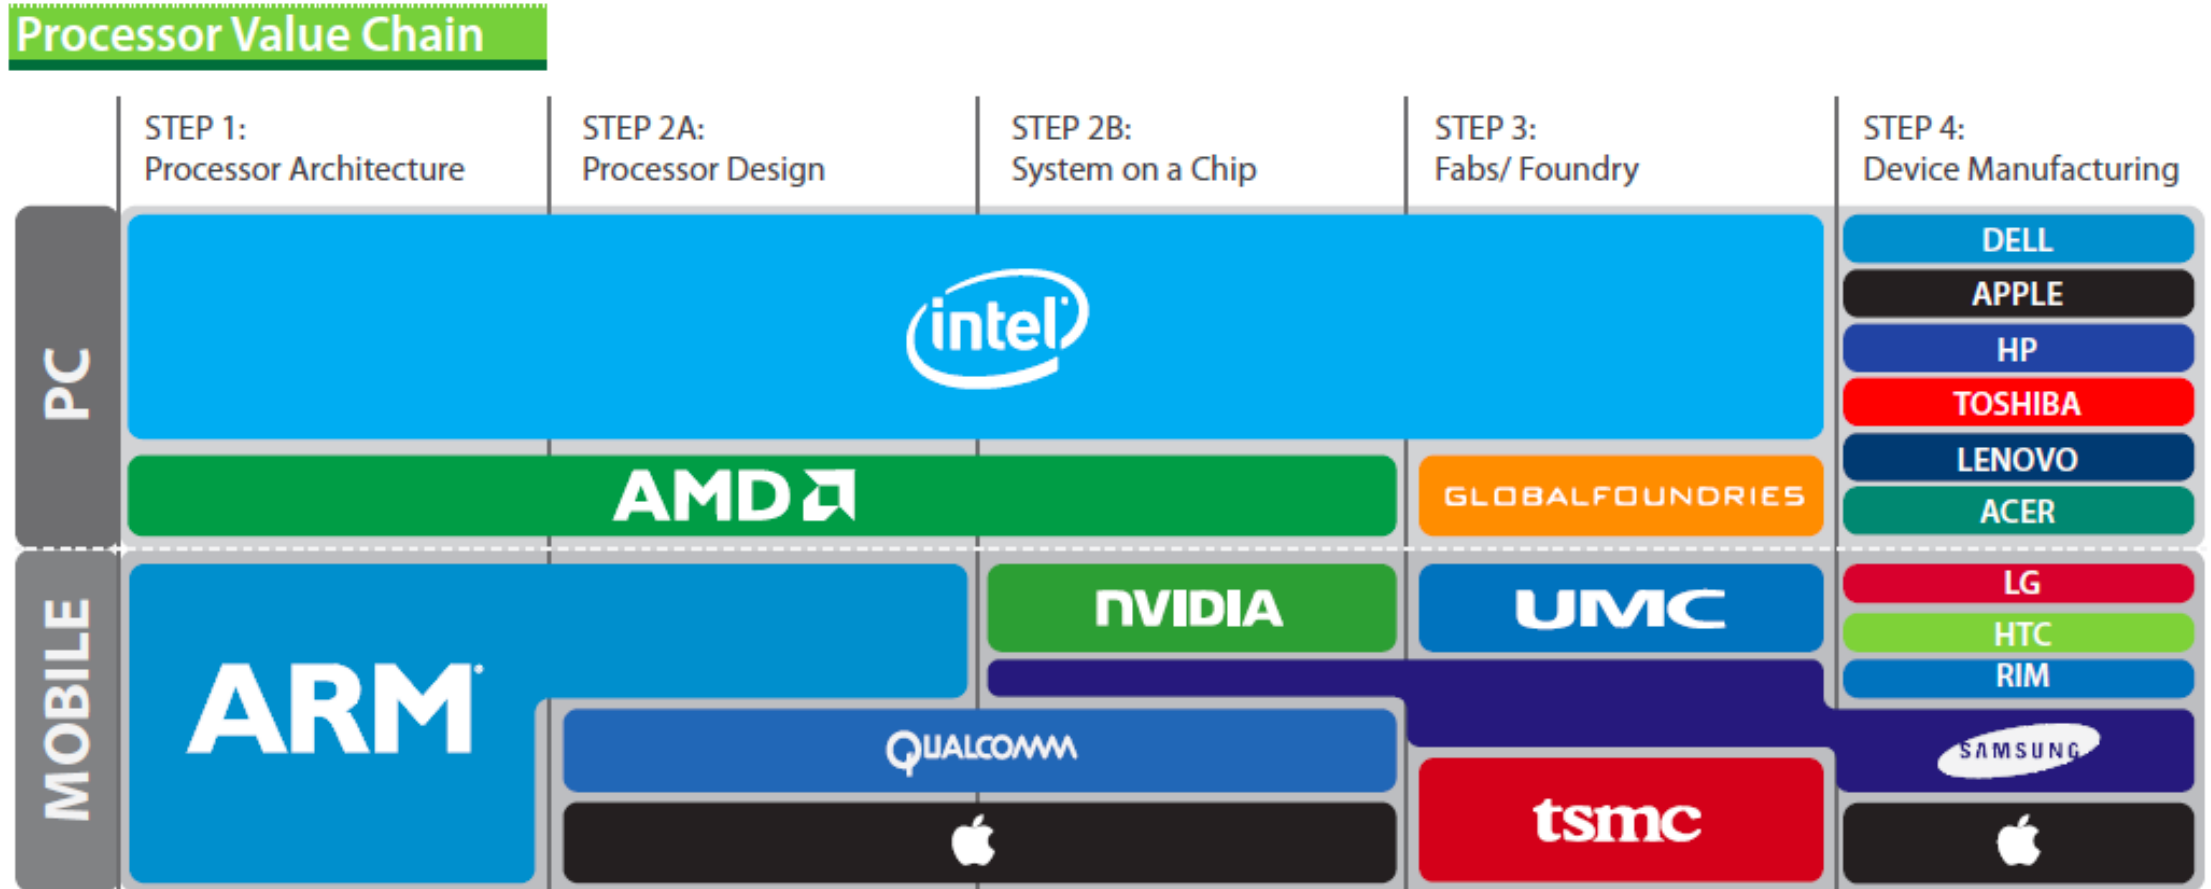 Processor Value Chain
STEP 1:
Processor Architecture
STEP 2A:
Processor Design
STEP 2B:
System on a Chip
STEP 3:
Fabs/ Foundry
STEP 4:
Device Manufacturing
PC
intel
AMD
GLOBALFOUNDRIES
DELL
APPLE
HP
TOSHIBA
LENOVO
ACER
MOBILE
ARM
NVIDIA
QUALCOMM
UMC
tsmc
LG
HTC
RIM
SAMSUNG